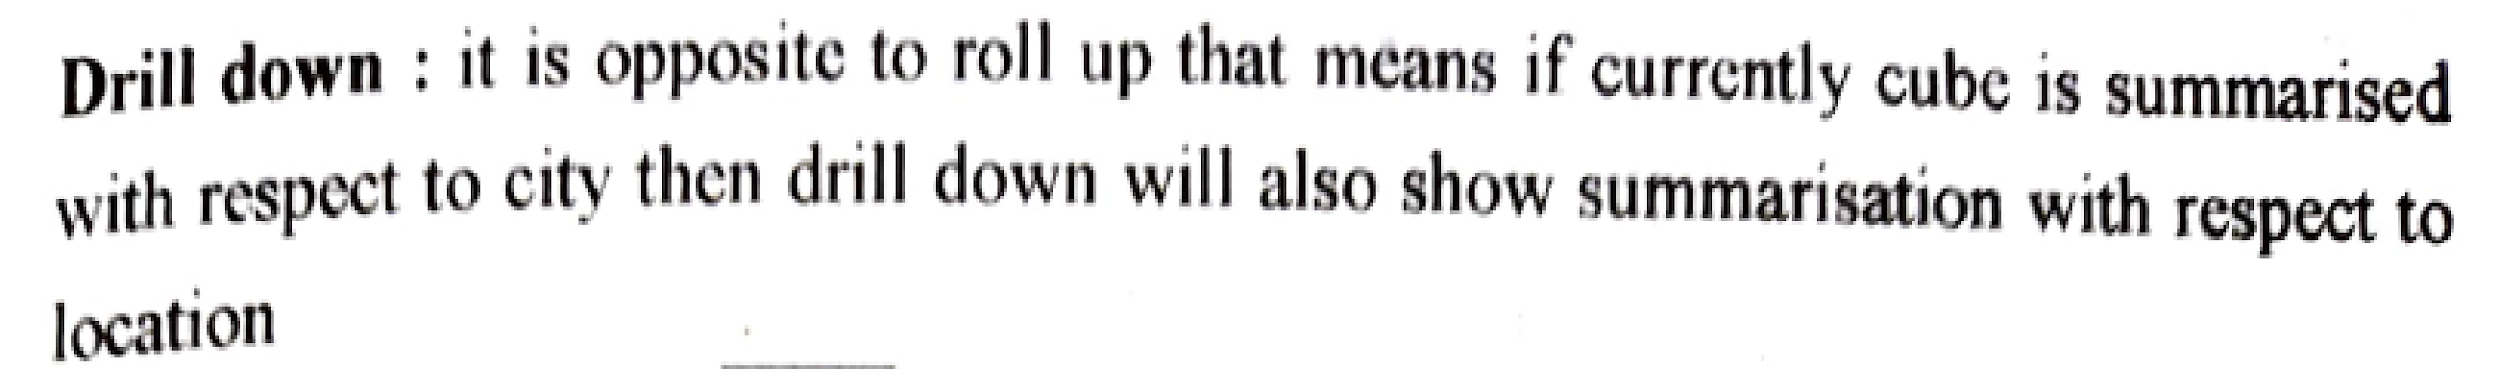 Drill down : it is opposite to roll up that means if currently cube is summarised
with respect to city then drill down will also show summarisation with respect to
location